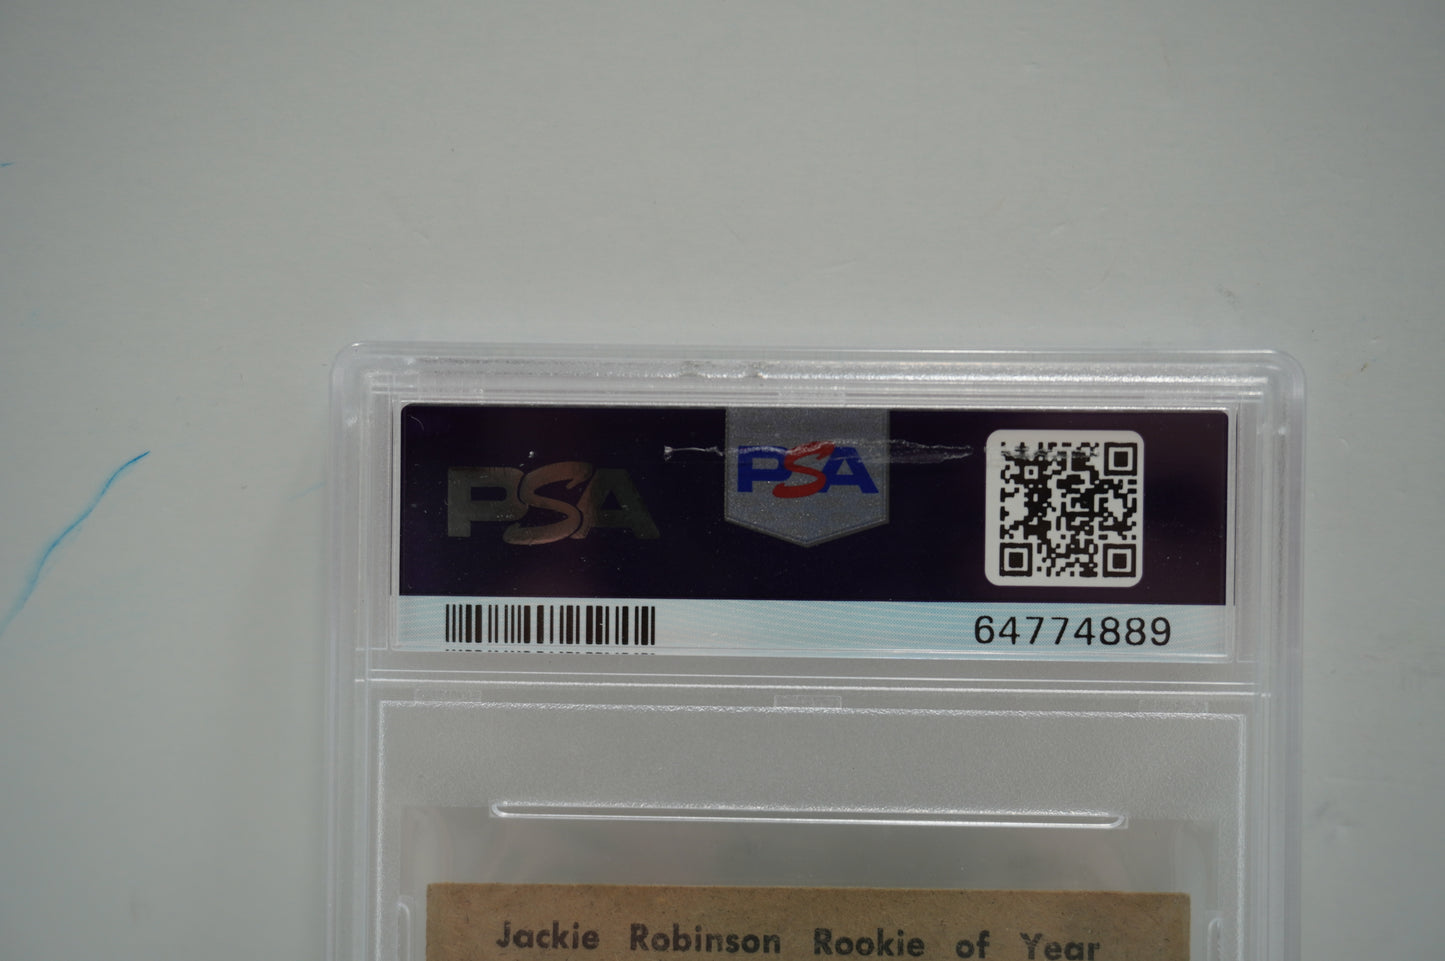 PSA
PSA
64774889
Jackie Robinson Rookie of Year